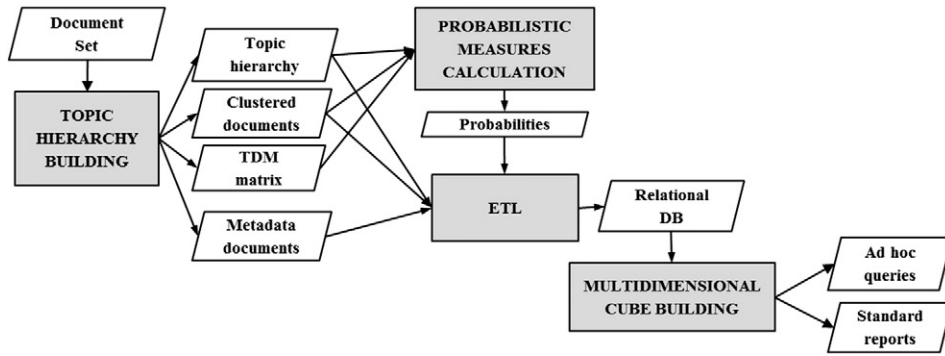 Document
Set
TOPIC
HIERARCHY
BUILDING
Topic
hierarchy
Clustered
documents
TDM
matrix
Metadata
documents
PROBABILISTIC
MEASURES
CALCULATION
Probabilities
ETL
Relational
DB
MULTIDIMENSIONAL
CUBE BUILDING
Ad hoc
queries
Standard
reports